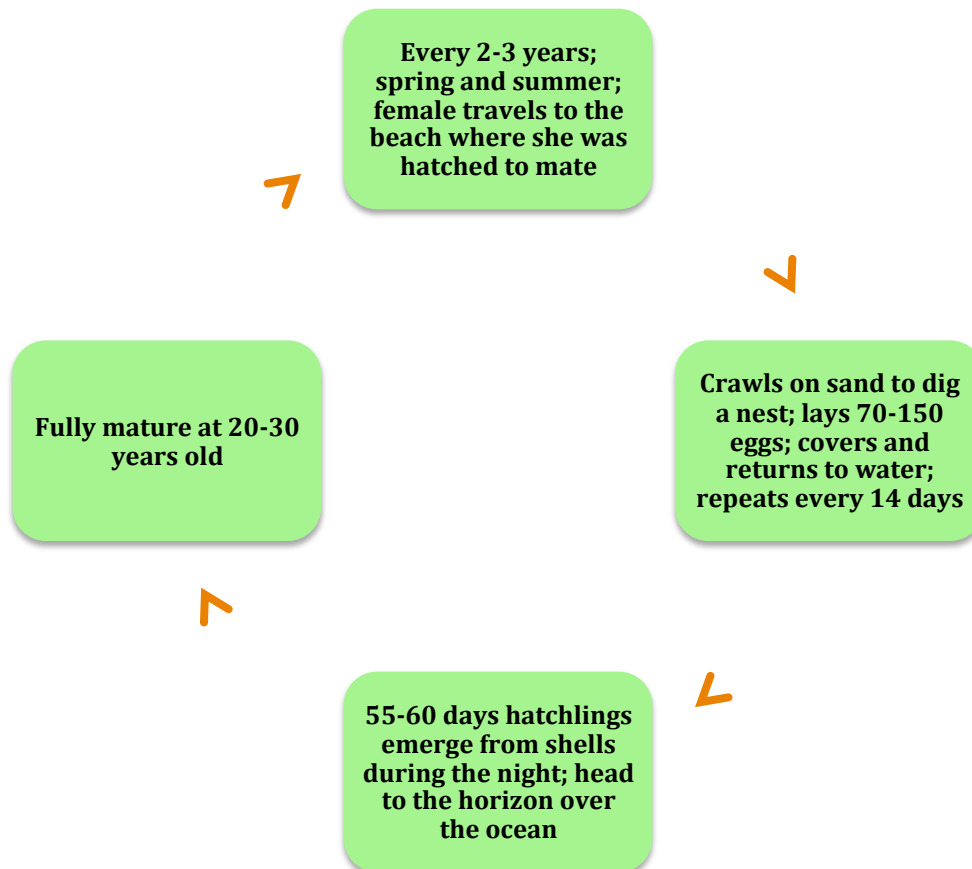 Every 2-3 years;
spring and summer;
female travels to the
beach where she was
hatched to mate
Crawls on sand to dig
a nest; lays 70-150
eggs; covers and
returns to water;
repeats every 14 days
55-60 days hatchlings
emerge from shells
during the night; head
to the horizon over
the ocean
Fully mature at 20-30
years old